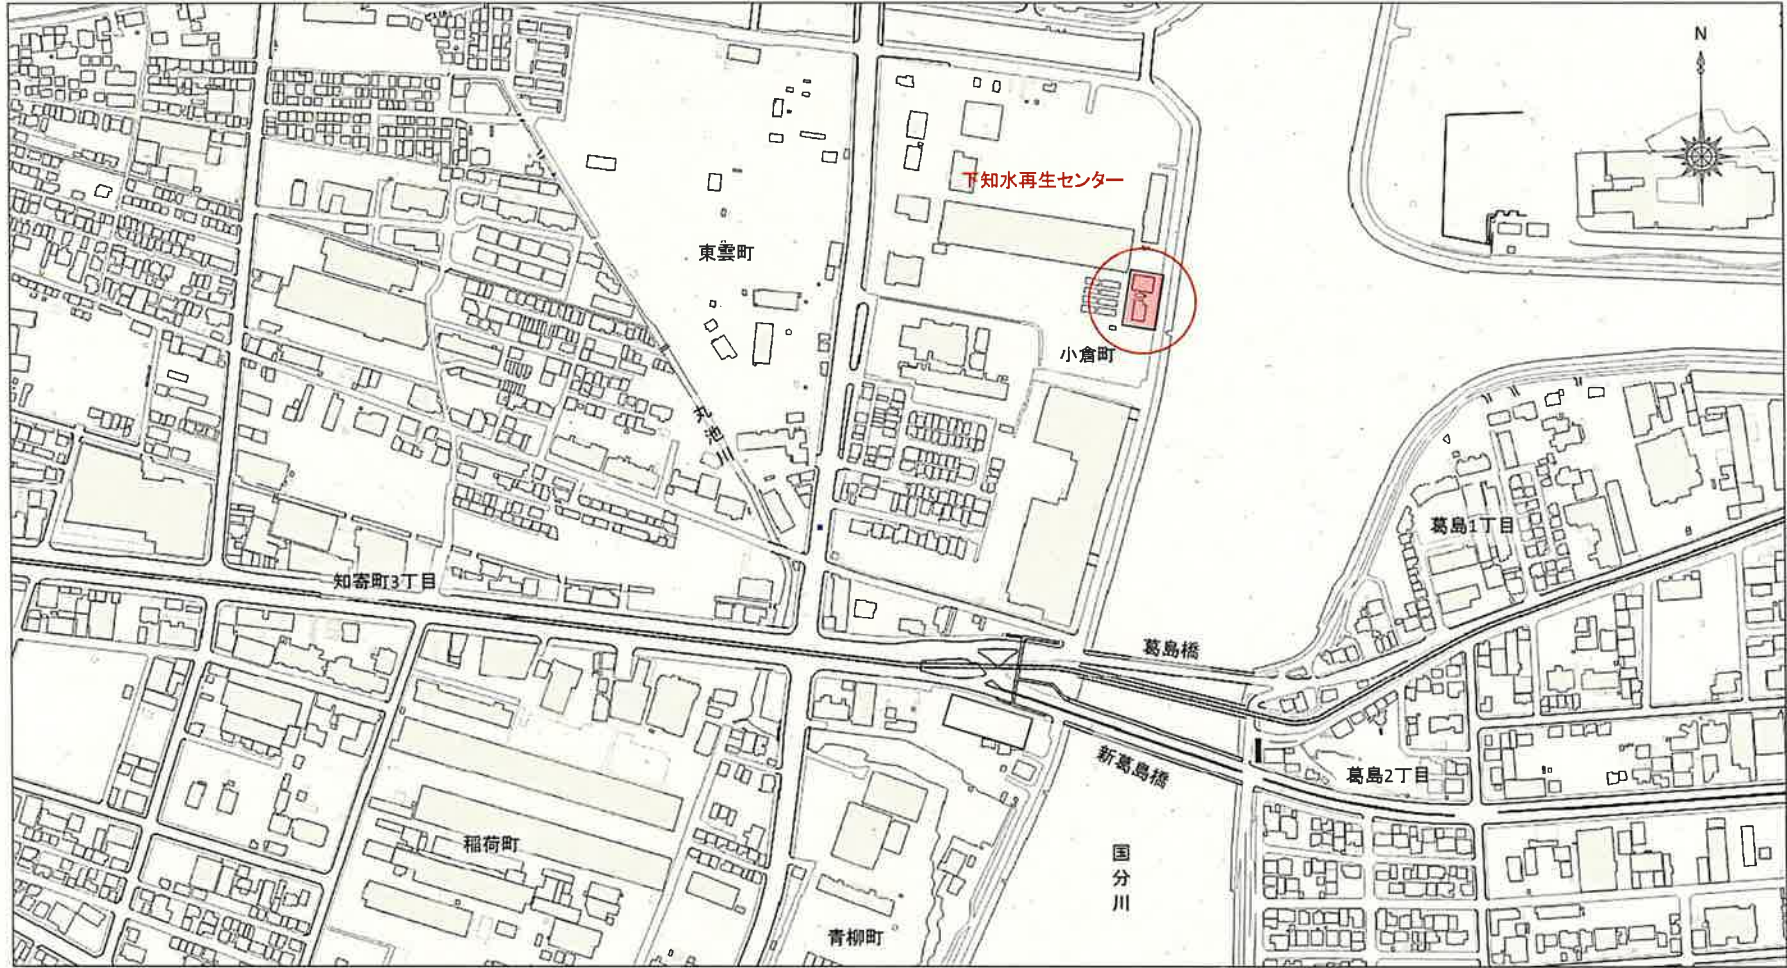 N
下知水再生センター
東雲町
小倉町
丸池川
葛島1丁目
知寄町3丁目
葛島橋
新葛島橋
葛島2丁目
稲荷町
国分川
青柳町